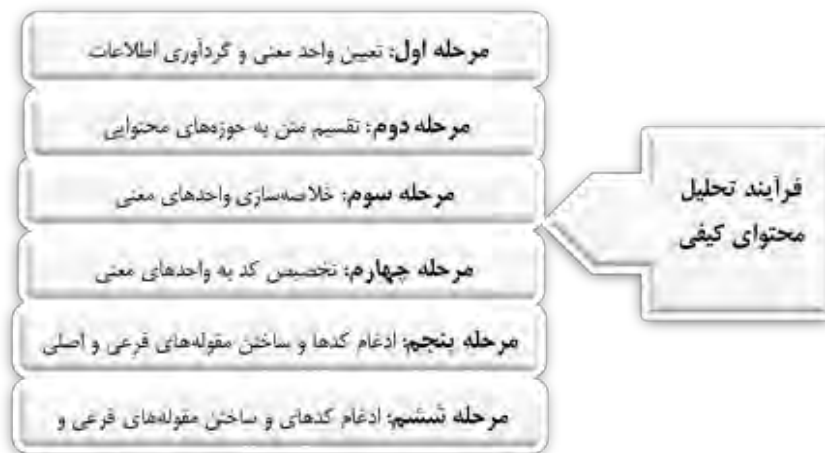 فرآیند تحلیل
محتوای کیفی
مرحله اول: تعیین واحد معنی و گردآوری اطلاعات
مرحله دوم: تقسیم متن به حوزه‌های محتوایی
مرحله سوم: خلاصه‌سازی واحدهای معنی
مرحله چهارم: تخصیص کد به واحدهای معنی
مرحله پنجم: ادغام کدها و ساختن مقوله‌های فرعی و اصلی
مرحله ششم: ادغام کدهای و ساختن مقوله‌های فرعی و